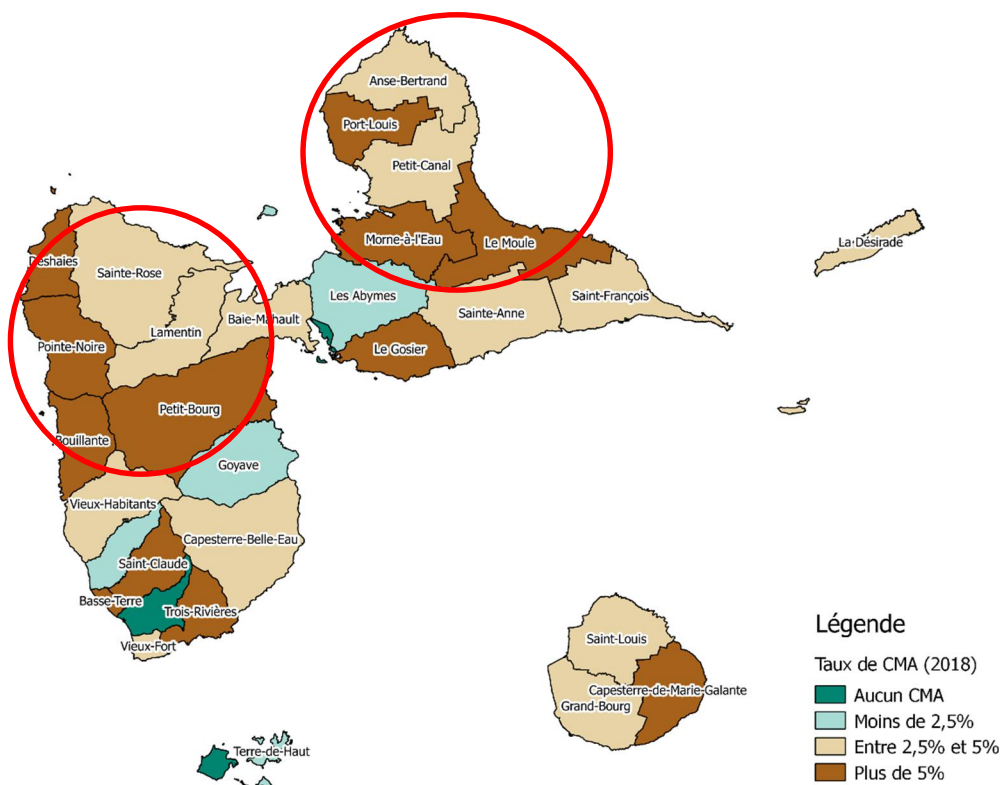 Anse-Bertrand
Port-Louis
Petit-Canal
Morne-à-l'Eau
Le Moule
La Désirade
Deshaies
Sainte-Rose
Les Abymes
Saint-François
Sainte-Anne
Baie-Mahault
Lamentin
Pointe-Noire
Le Gosier
Petit-Bourg
Bouillante
Goyave
Vieux-Habitants
Capesterre-Belle-Eau
Saint-Claude
Basse-Terre
Trois-Rivières
Vieux-Fort
Saint-Louis
Capesterre-de-Marie-Galante
Grand-Bourg
Terre-de-Haut
Légende
Taux de CMA (2018)
Aucun CMA
Moins de 2,5%
Entre 2,5% et 5%
Plus de 5%